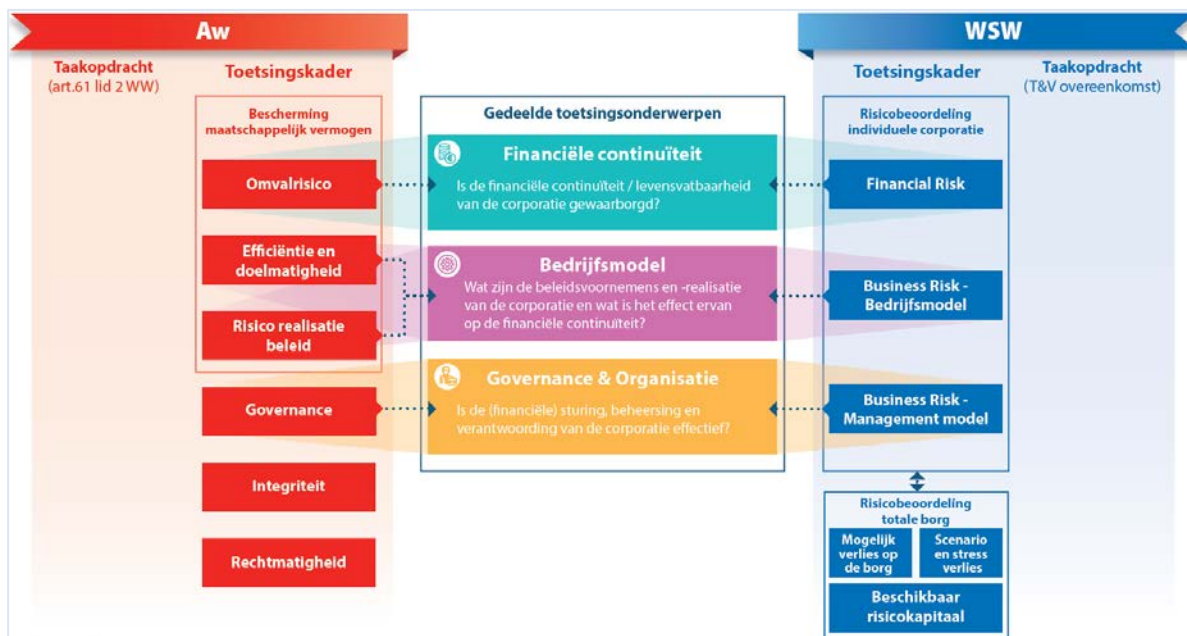 Aw
Taakopdracht
(art.61 lid 2 WW)
Toetsingskader
Bescherming
maatschappelijk vermogen
Omvalrisico
Efficiëntie en
doelmatigheid
Risico realisatie
beleid
Governance
Integriteit
Rechtmatigheid
Gedeelde toetsingsonderwerpen
Financiële continuïteit
Is de financiële continuïteit / levensvatbaarheid
van de corporatie gewaarborgd?
Bedrijfsmodel
Wat zijn de beleidsvoornemens en -realisatie
van de corporatie en wat is het effect ervan
op de financiële continuïteit?
Governance & Organisatie
Is de (financiële) sturing, beheersing en
verantwoording van de corporatie effectief?
WSW
Toetsingskader
Taakopdracht
(T&V overeenkomst)
Risicobeoordeling
individuele corporatie
Financial Risk
Business Risk -
Bedrijfsmodel
Business Risk -
Management model
Risicobeordeling
totale borg
Mogelijk
verlies op
de borg
Scenario
en stress
verlies
Beschikbaar
risicokapitaal